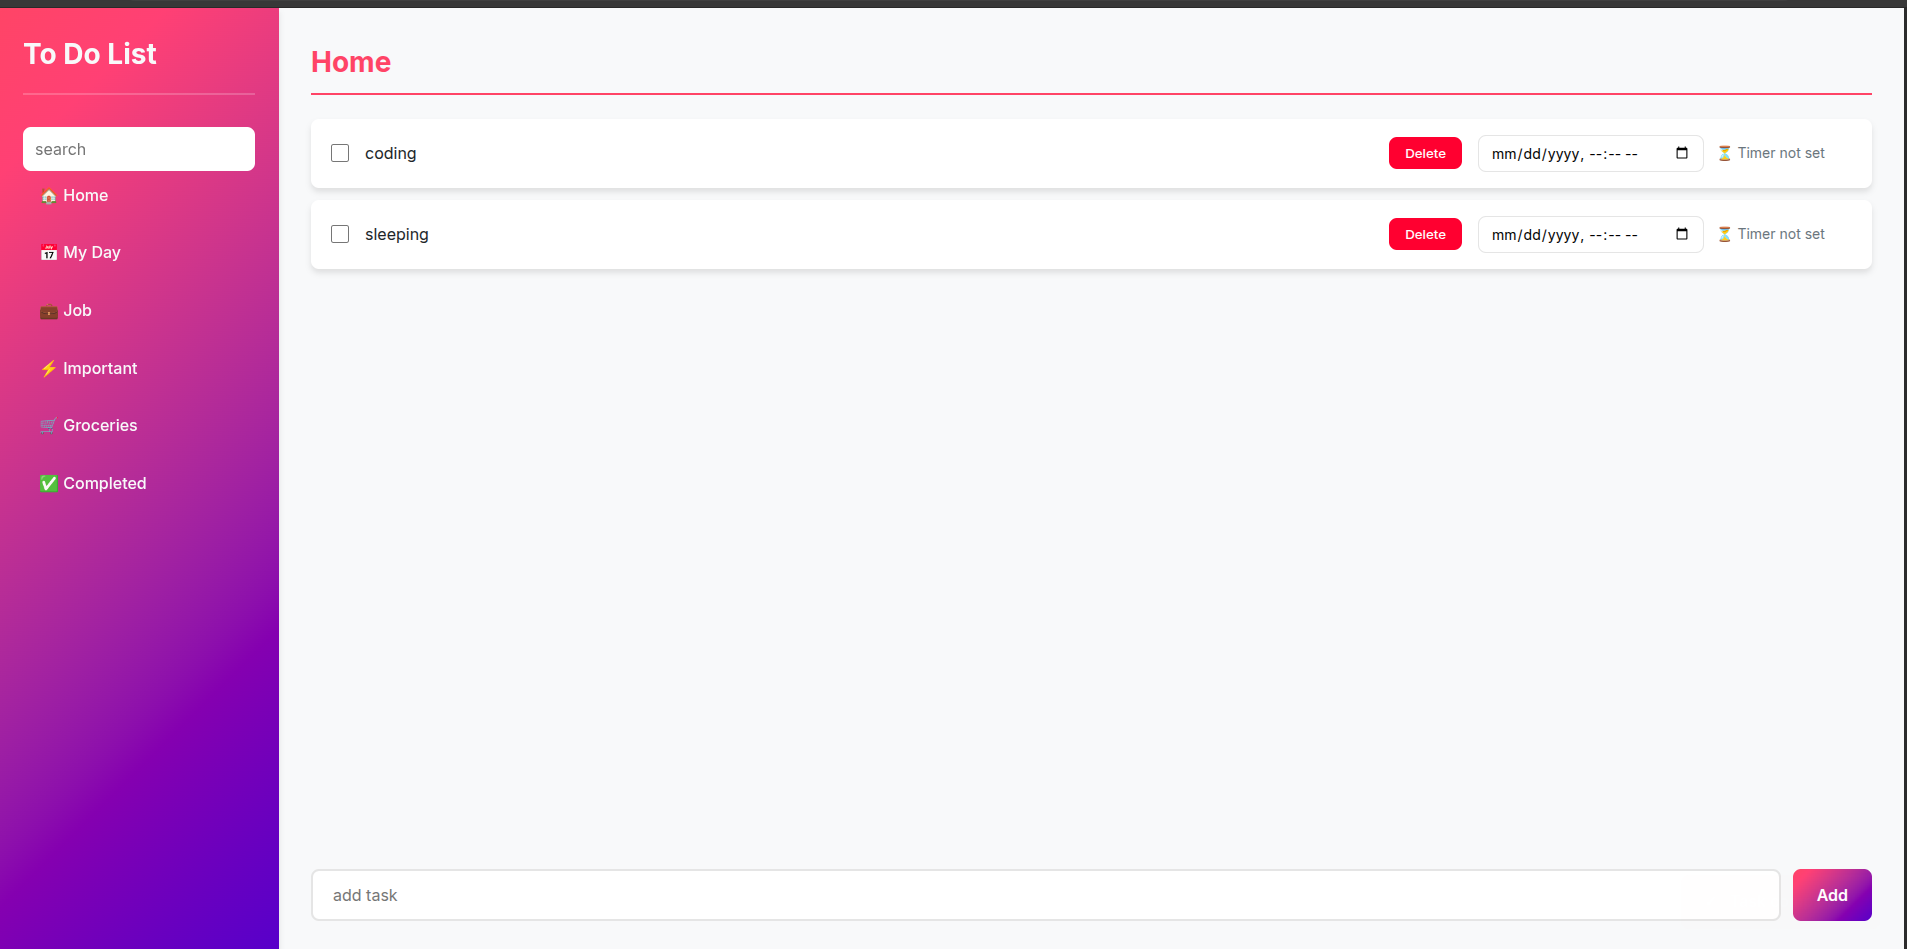 To Do List
search
🏠 Home
📅 My Day
💼 Job
⚡ Important
🛒 Groceries
✅ Completed
Home
coding Delete mm/dd/yyyy, --:-- -- ⏳ Timer not set
sleeping Delete mm/dd/yyyy, --:-- -- ⏳ Timer not set
add task Add